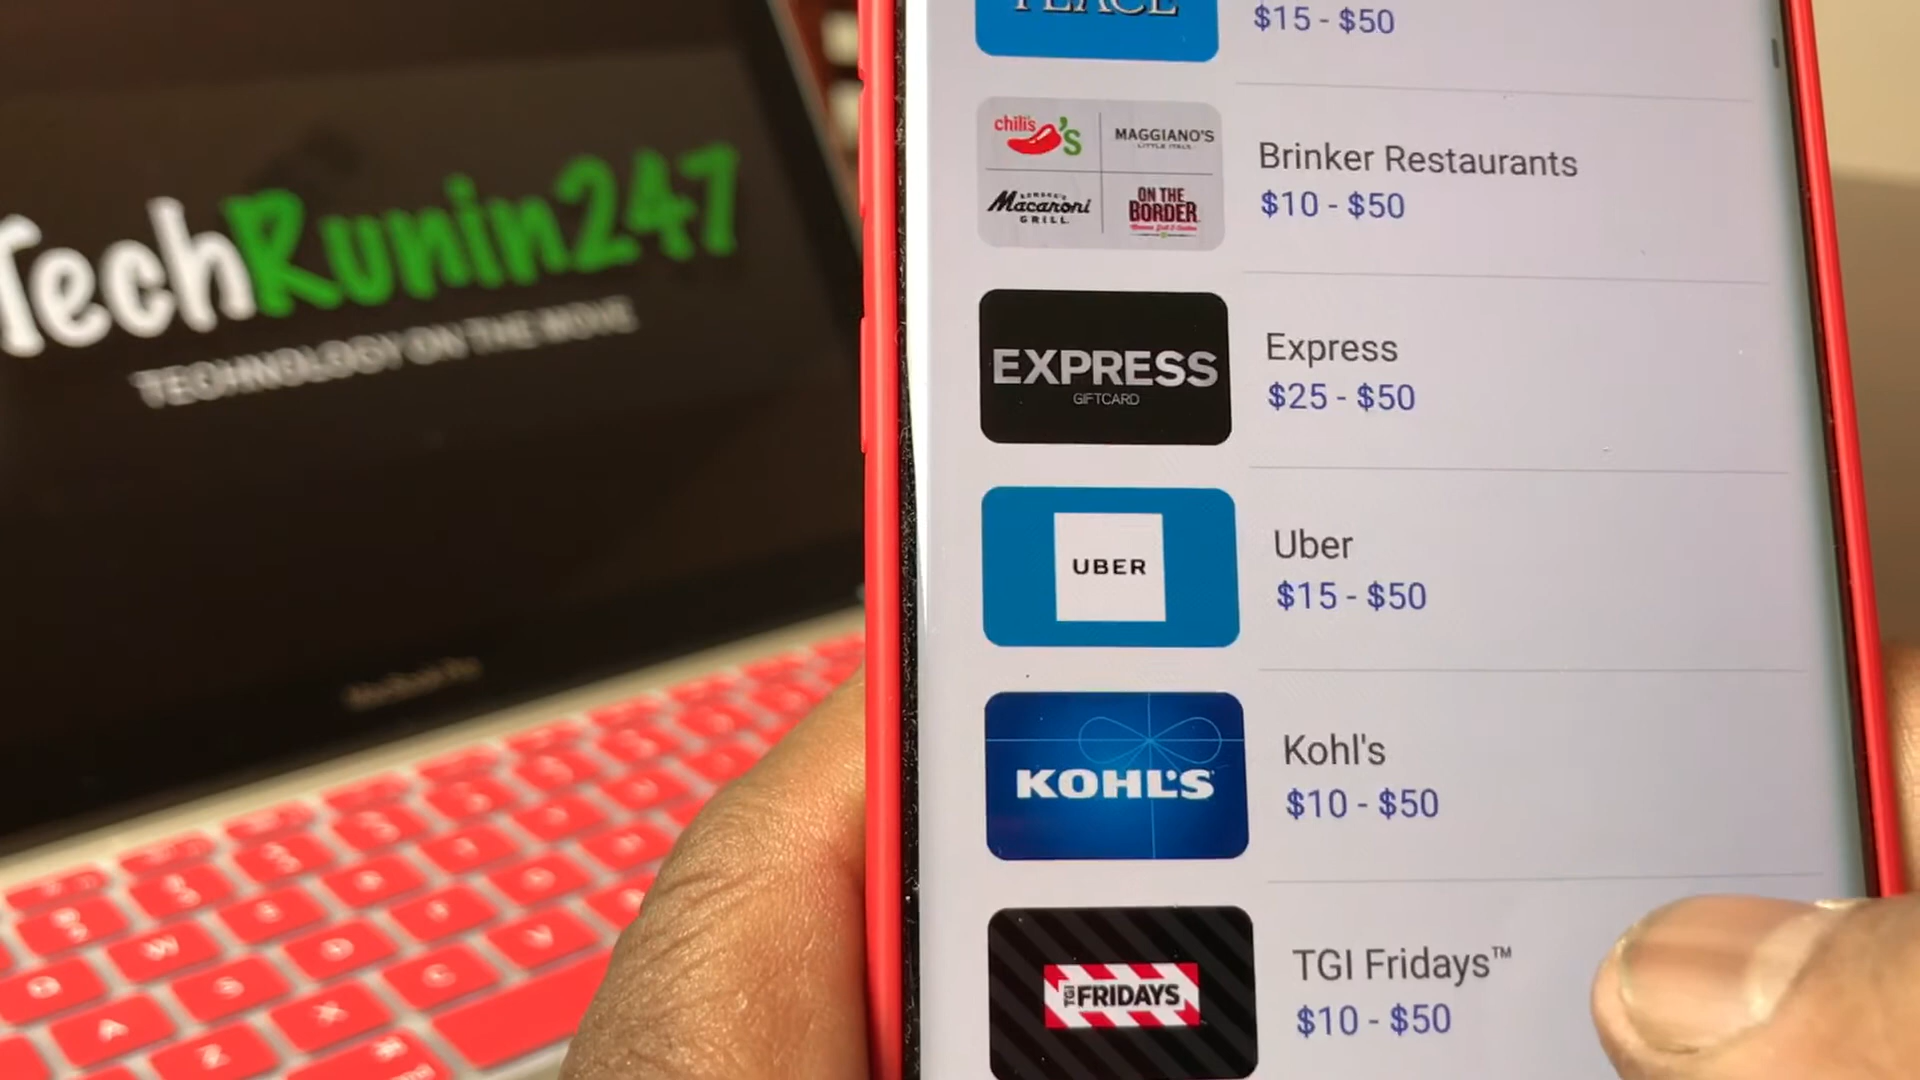 TechRunin247
TECHNOLOGY ON THE MOVE
MacBook Pro
PLACE
$15 - $50
chili's
MAGGIANO'S
LITTLE ITALY
Macaroni
GRILL
ON THE
BORDER
Brinker Restaurants
$10 - $50
EXPRESS
GIFTCARD
Express
$25 - $50
UBER
Uber
$15 - $50
KOHL'S
Kohl's
$10 - $50
TGI FRIDAYS
TGI Fridays™
$10 - $50
W
A
S
D
Z
X
C
V